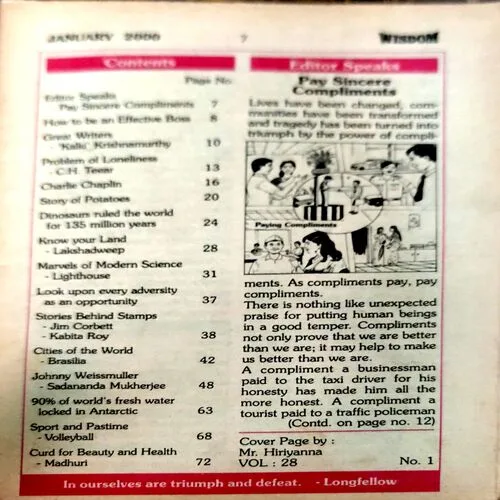 JANUARY 2000
7
WISDOM
Contents
Page No.
Editor Speaks
Pay Sincere Compliments 7
How to be an Effective Boss 8
Great Writers
- 'Kalki' Krishnamurthy 10
Problem of Loneliness
- C.H. Teear 13
Charlie Chaplin 16
Story of Potatoes 20
Dinosaurs ruled the world
for 135 million years 24
Know your Land
- Lakshadweep 28
Marvels of Modern Science
- Lighthouse 31
Look upon every adversity
as an opportunity 37
Stories Behind Stamps
- Jim Corbett
- Kabita Roy 38
Cities of the World
- Brasilia 42
Johnny Weissmuller
- Sadananda Mukherjee 48
90% of world's fresh water
locked in Antarctic 63
Sport and Pastime
- Volleyball 68
Curd for Beauty and Health
- Madhuri 72
Editor Speaks
Pay Sincere
Compliments
Lives have been changed, com-
munities have been transformed
and tragedy has been turned into
triumph by the power of compli-
Paying Compliments
ments. As compliments pay, pay
compliments.
There is nothing like unexpected
praise for putting human beings
in a good temper. Compliments
not only prove that we are better
than we are; it may help to make
us better than we are.
A compliment a businessman
paid to the taxi driver for his
honesty has made him all the
more honest. A compliment a
tourist paid to a traffic policeman
(Contd. on page no. 12)
Cover Page by :
Mr. Hiriyanna
VOL : 28 No. 1
In ourselves are triumph and defeat. - Longfellow